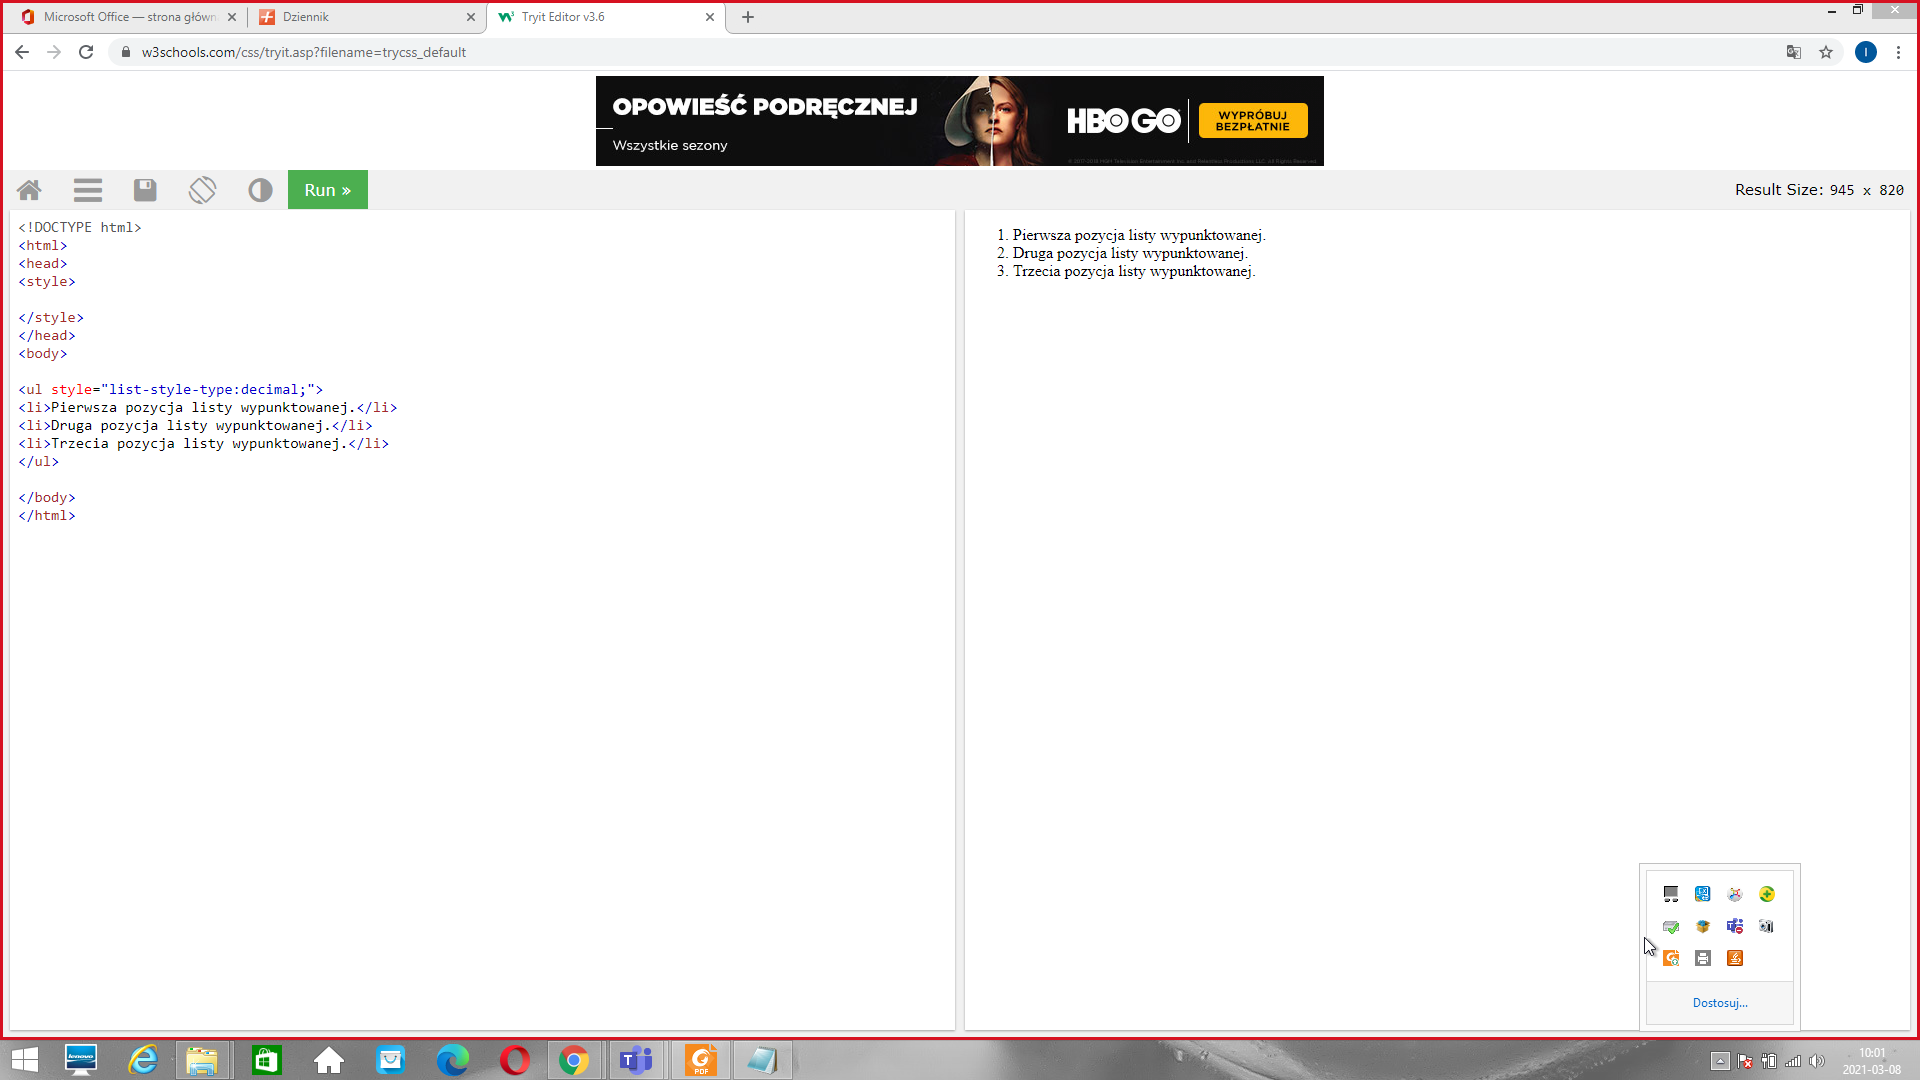 Microsoft Office — strona główn
Dziennik
Tryit Editor v3.6
w3schools.com/css/tryit.asp?filename=trycss_default
I
OPOWIEŚĆ PODRĘCZNEJ
Wszystkie sezony
HBO GO
WYPRÓBUJ
BEZPŁATNIE
Run »
Result Size: 945 x 820
<!DOCTYPE html>
<html>
<head>
<style>
</style>
</head>
<body>
<ul style="list-style-type:decimal;">
<li>Pierwsza pozycja listy wypunktowanej.</li>
<li>Druga pozycja listy wypunktowanej.</li>
<li>Trzecia pozycja listy wypunktowanej.</li>
</ul>
</body>
</html>
1. Pierwsza pozycja listy wypunktowanej.
2. Druga pozycja listy wypunktowanej.
3. Trzecia pozycja listy wypunktowanej.
Dostosuj...
lenovo
PDF
10:01
2021-03-08